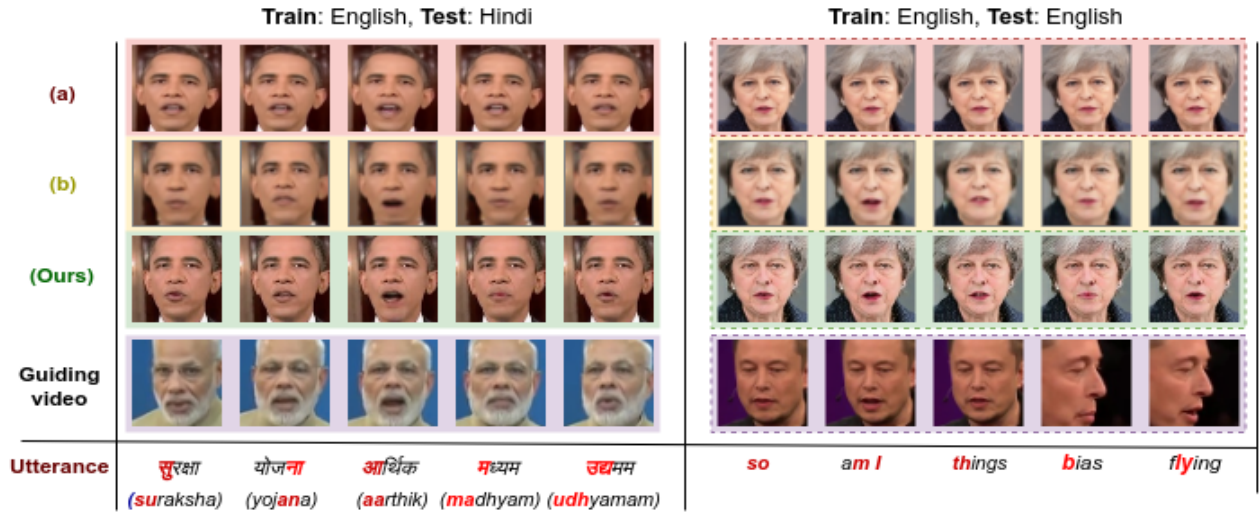 Train: English, Test: Hindi
Train: English, Test: English
(a)
(b)
(Ours)
Guiding
video
Utterance
सुरक्षा योजना आर्थिक मध्यम उद्यमम
(suraksha) (yojana) (aarthik) (madhyam) (udhyamam)
so am I things bias flying